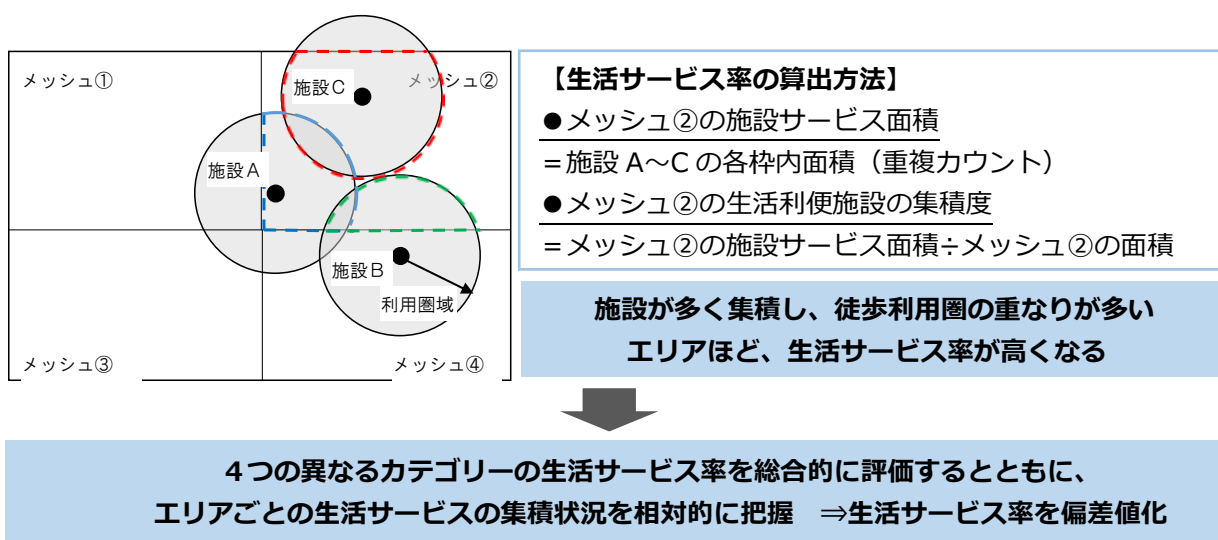 メッシュ①
メッシュ②
施設C
施設A
施設B
利用圏域
メッシュ③
メッシュ④
【生活サービス率の算出方法】
●メッシュ②の施設サービス面積
＝施設 A～C の各枠内面積（重複カウント）
●メッシュ②の生活利便施設の集積度
＝メッシュ②の施設サービス面積÷メッシュ②の面積
施設が多く集積し、徒歩利用圏の重なりが多い
エリアほど、生活サービス率が高くなる
４つの異なるカテゴリーの生活サービス率を総合的に評価するとともに、
エリアごとの生活サービスの集積状況を相対的に把握　⇒生活サービス率を偏差値化